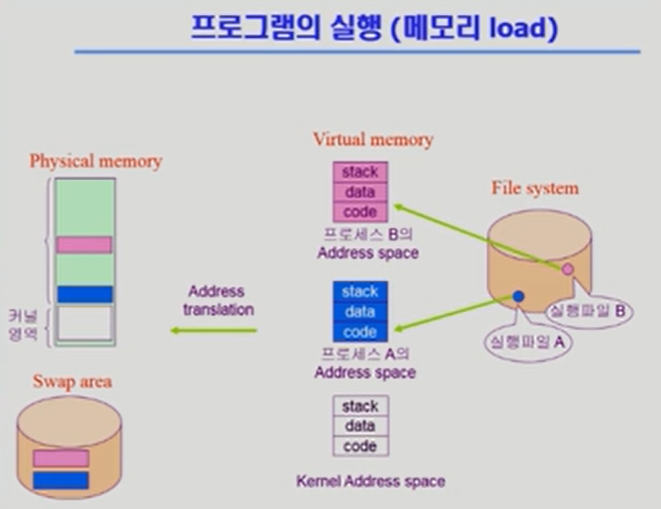 프로그램의 실행 (메모리 load)
Physical memory
커널
영역
Swap area
Address
translation
Virtual memory
stack
data
code
프로세스 B의
Address space
stack
data
code
프로세스 A의
Address space
stack
data
code
Kernel Address space
File system
실행파일 B
실행파일 A